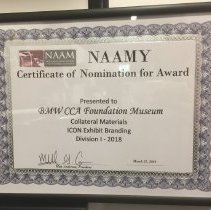 NAAM
NAAMY
Certificate of Nomination for Award
Presented to
BMW CCA Foundation Museum
Collateral Materials
ICON Exhibit Branding
Division I - 2018